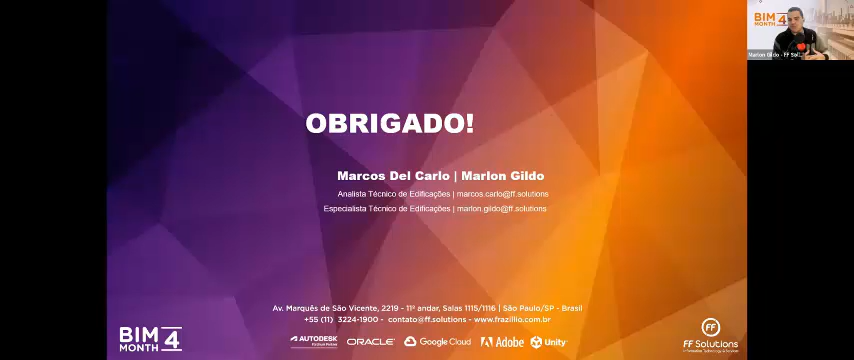 BIM 4
MONTH
Marlon Gildo - FF Sol...
OBRIGADO!
Marcos Del Carlo | Marlon Gildo
Analista Técnico de Edificações | marcos.carlo@ff.solutions
Especialista Técnico de Edificações | marlon.gildo@ff.solutions
Av. Marquês de São Vicente, 2219 - 11º andar, Salas 1115/1116 | São Paulo/SP - Brasil
+55 (11) 3224-1900 - contato@ff.solutions - www.frazillio.com.br
BIM 4
MONTH
AUTODESK
Platinum Partner
ORACLE
Google Cloud
Adobe
Unity
FF
FF Solutions